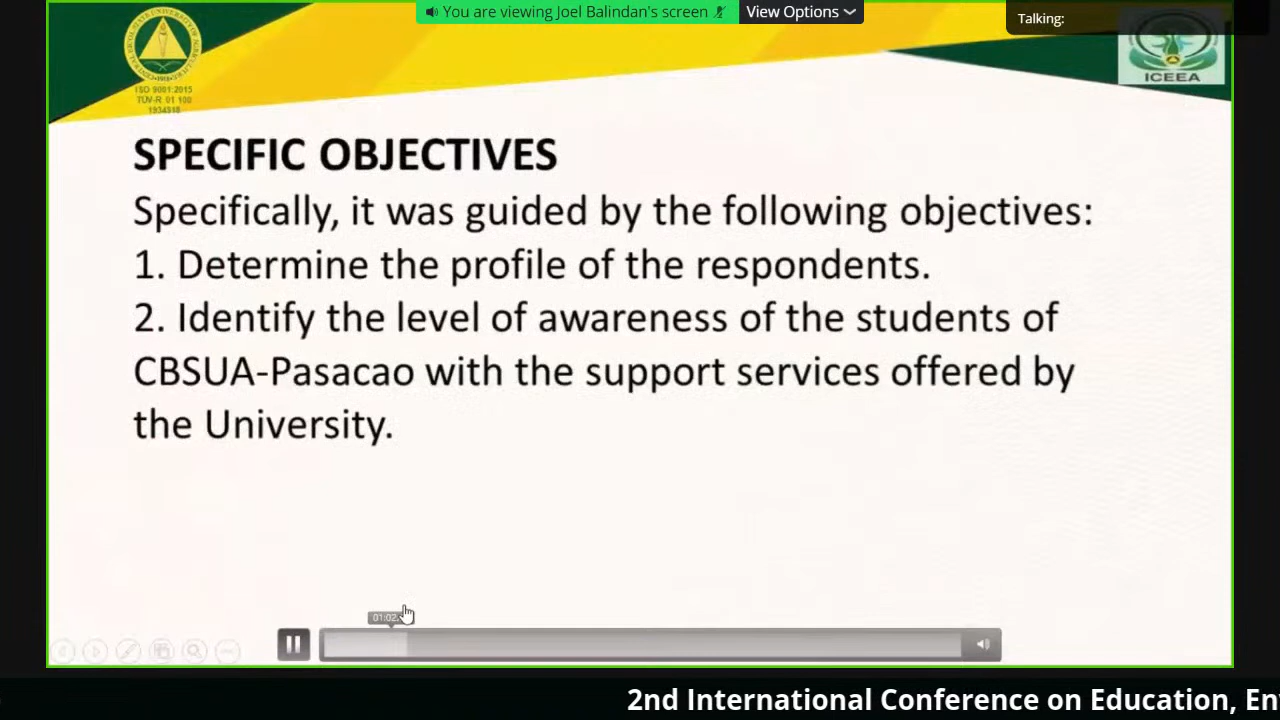 You are viewing Joel Balindan's screen
View Options
Talking:
ISO 9001:2015
TUV-R 01 100
1934918
ICEEA
SPECIFIC OBJECTIVES
Specifically, it was guided by the following objectives:
1. Determine the profile of the respondents.
2. Identify the level of awareness of the students of
CBSUA-Pasacao with the support services offered by
the University.
2nd International Conference on Education, En